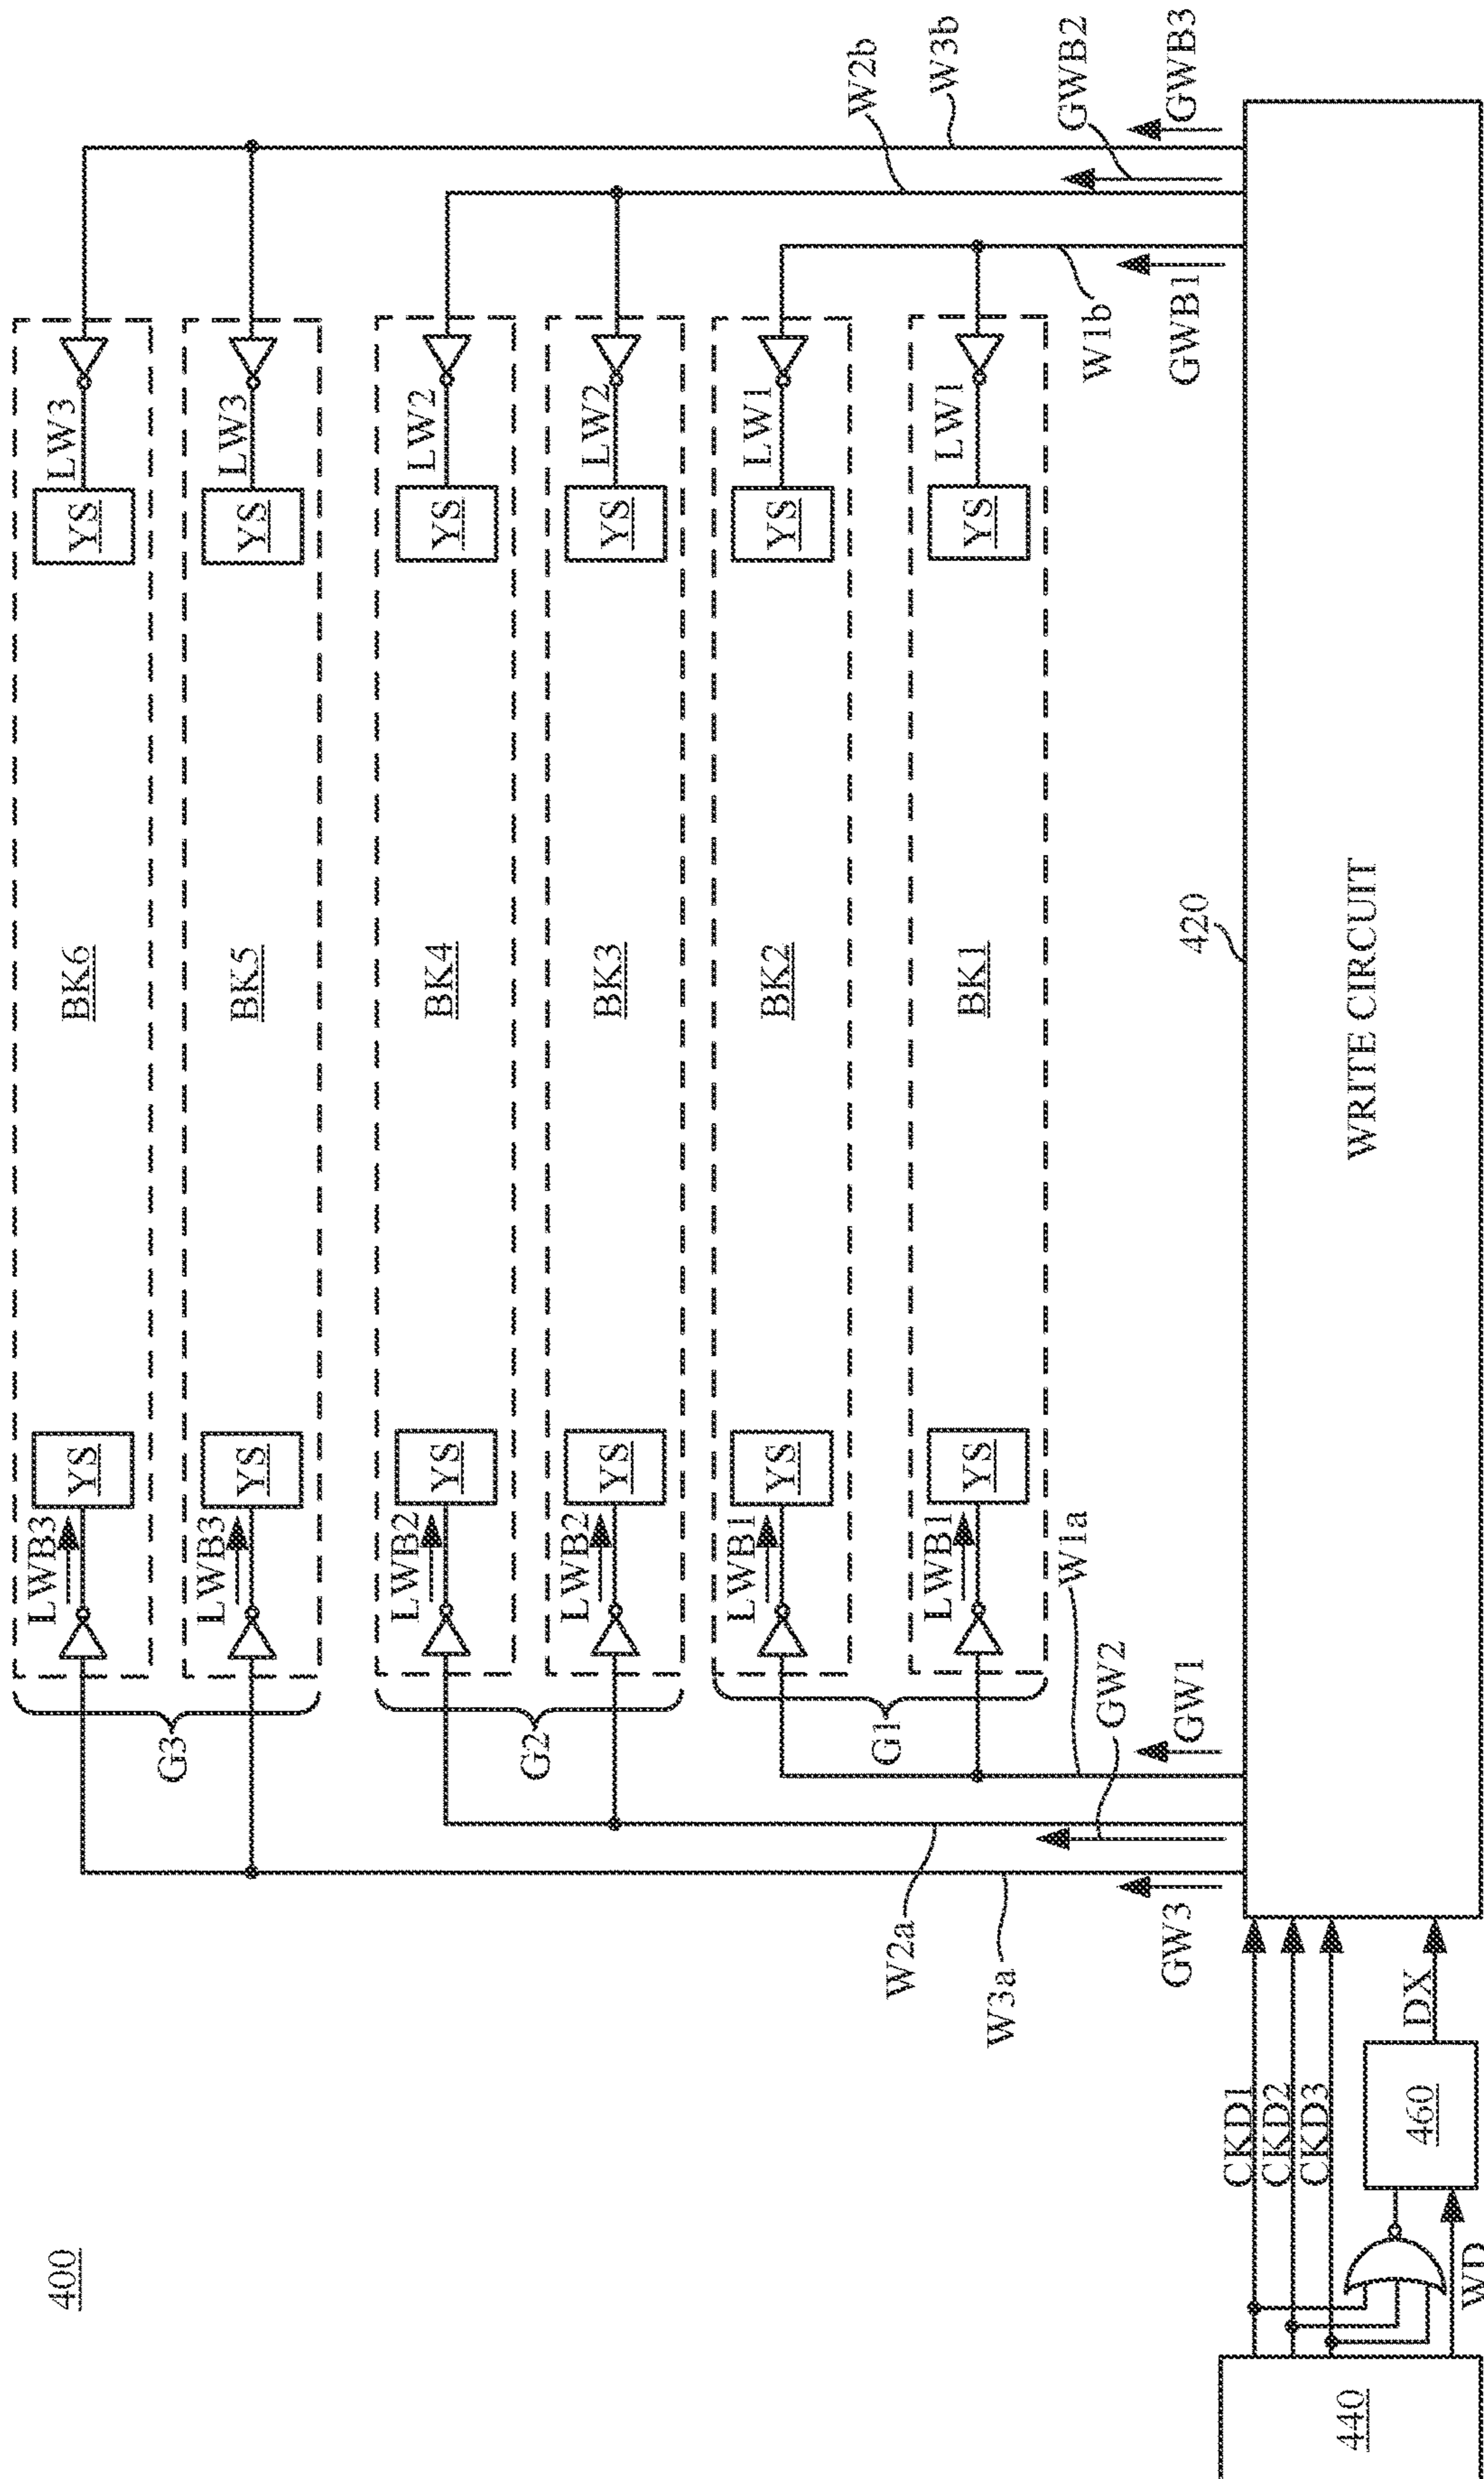 400
G3
LWB3
YS
BK6
YS
LW3
LWB3
YS
BK5
YS
LW3
G2
LWB2
YS
BK4
YS
LW2
LWB2
YS
BK3
YS
LW2
G1
LWB1
YS
BK2
YS
LW1
LWB1
YS
BK1
YS
LW1
W2a
W3a
GW3
GW2
GW1
W1a
W1b
GWB1
W2b
W3b
GWB2
GWB3
420
WRITE CIRCUIT
CKD1
CKD2
CKD3
DX
460
WD
440